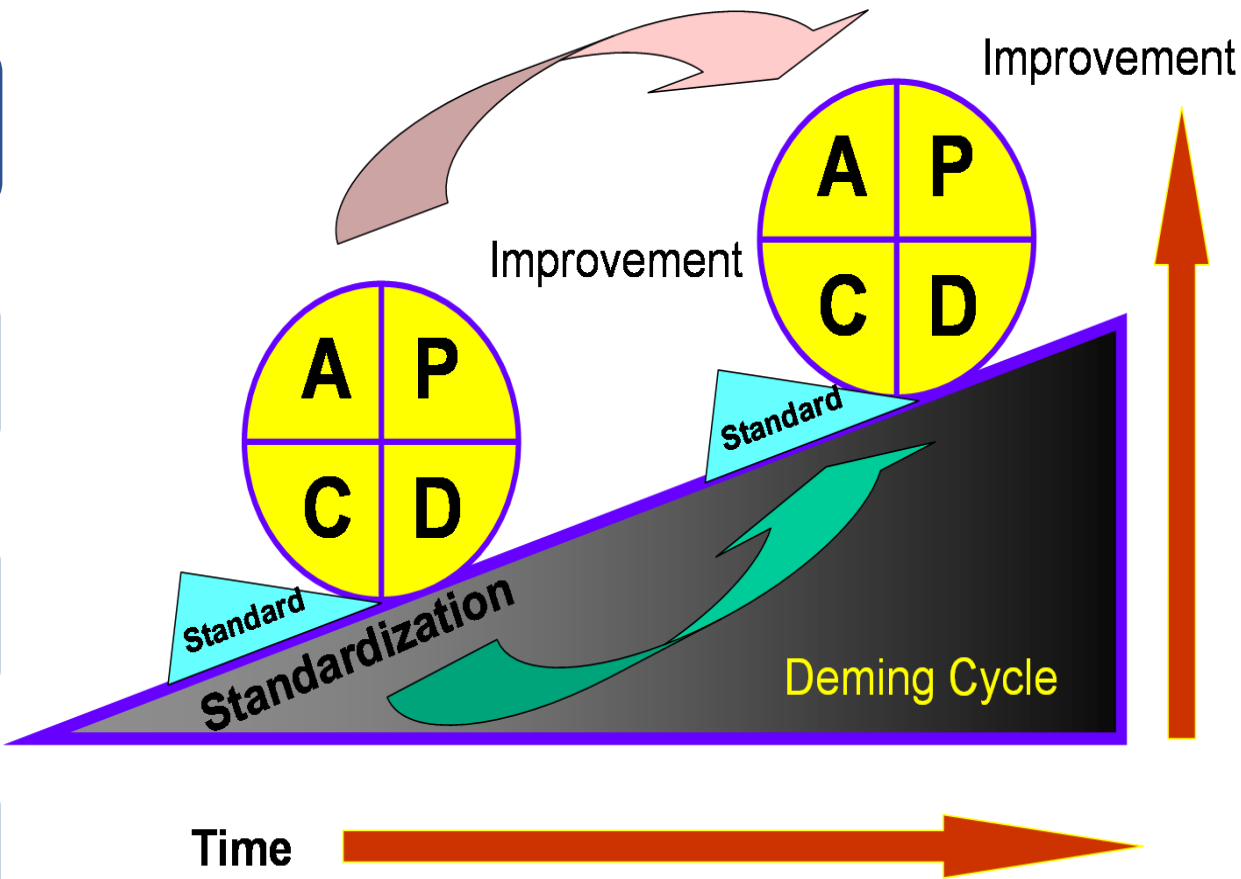 Improvement
A P
C D
Improvement
A P
C D
Standard
Standard
Standardization
Deming Cycle
Time